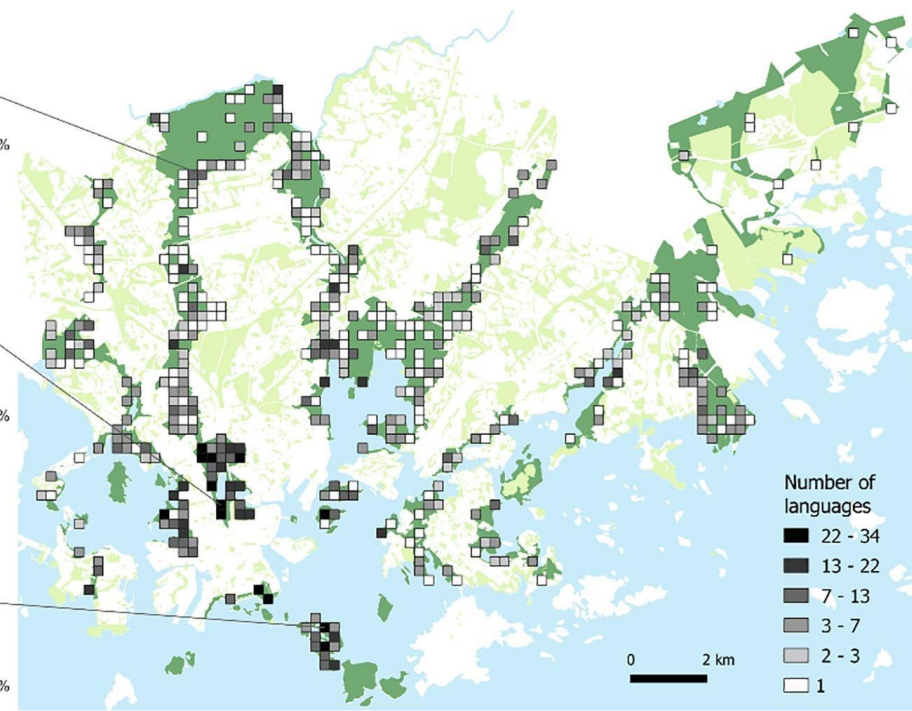 %
%
Number of
languages
22 - 34
13 - 22
7 - 13
3 - 7
2 - 3
1
0 2 km
%